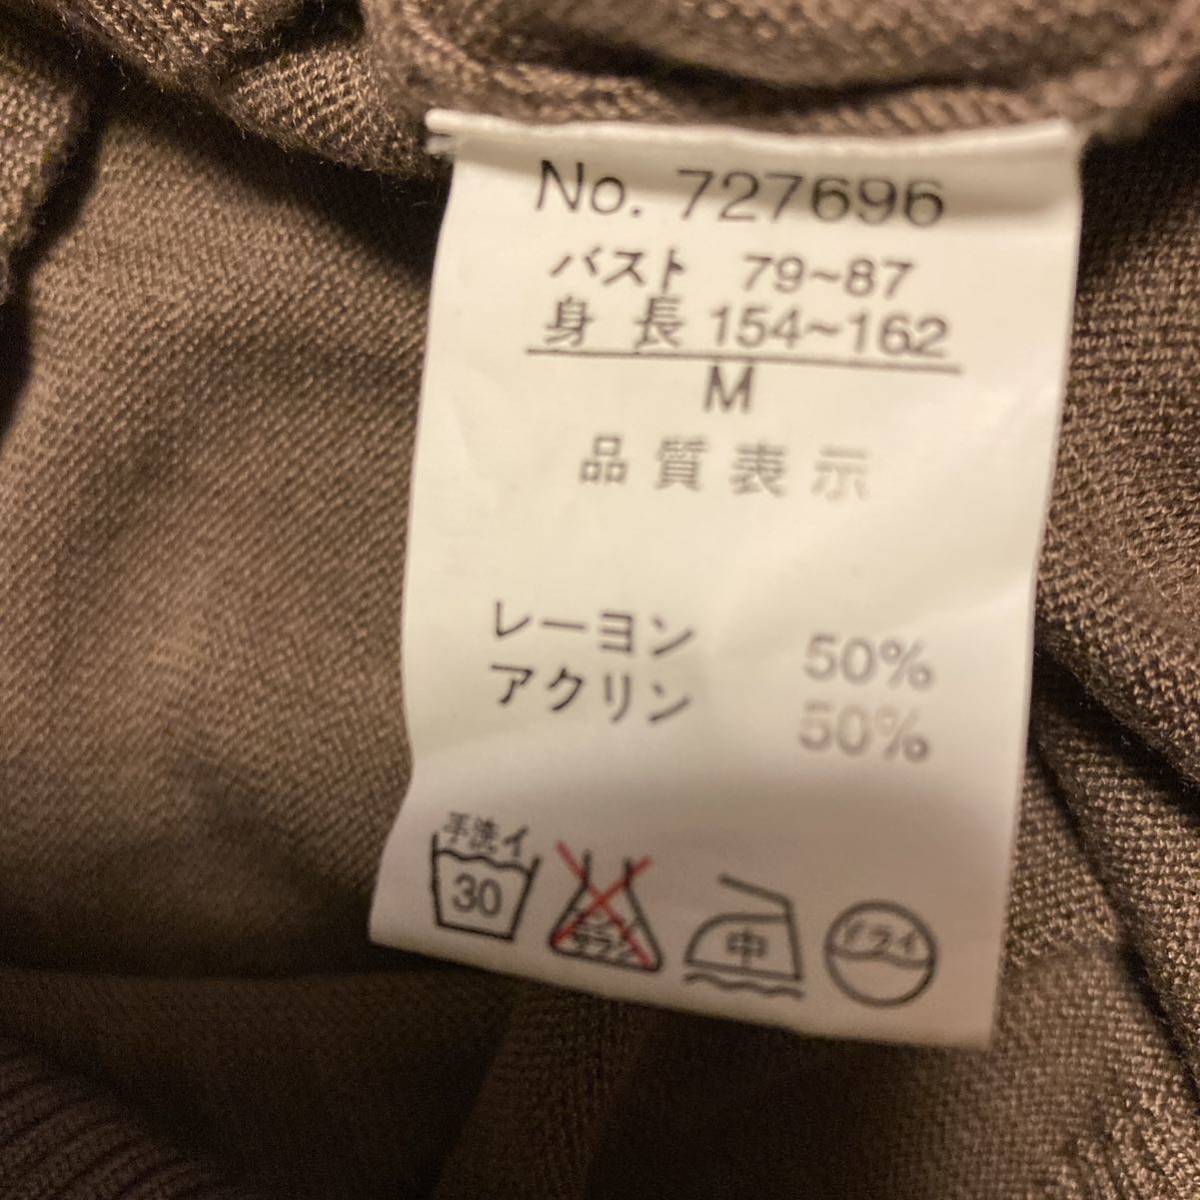 No. 727696
バスト 79~87
身 長 154~162
M
品質表示
レーヨン 50%
アクリン 50%
手洗イ
30
中
ドライ